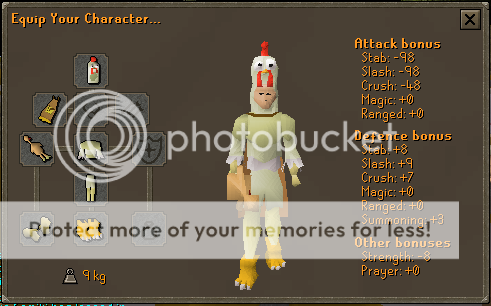 Equip Your Character...
Attack bonus
Stab: -98
Slash: -98
Crush: -48
Magic: +0
Ranged: +0
Defence bonus
Stab: +8
Slash: +9
Crush: +7
Magic: +0
Ranged: +0
Summoning: +3
Other bonuses
Strength: -8
Prayer: +0
9 kg
photobucket
Protect more of your memories for less!